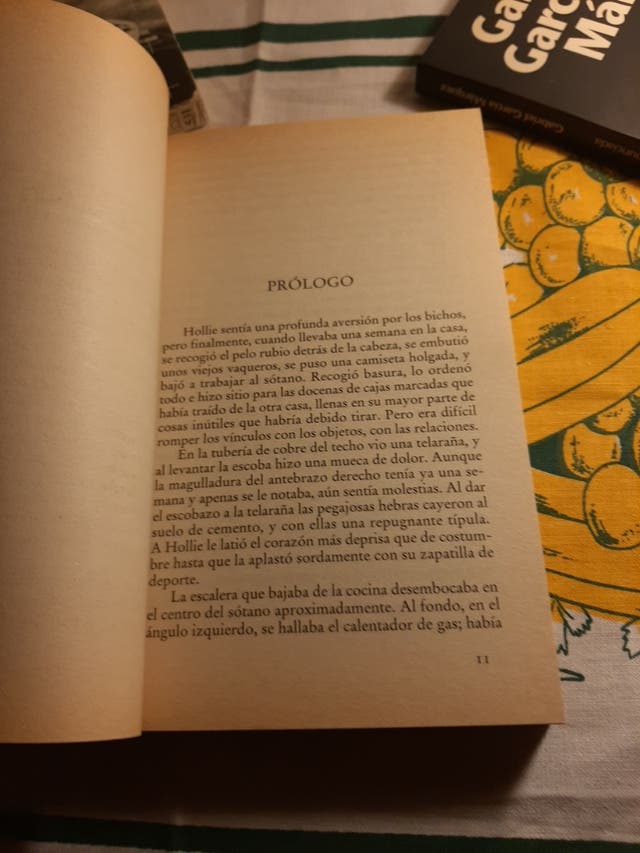 Ga
Garc
Má
Gabriel García Márquez
PRÓLOGO
Hollie sentía una profunda aversión por los bichos,
pero finalmente, cuando llevaba una semana en la casa,
se recogió el pelo rubio detrás de la cabeza, se embutió
unos viejos vaqueros, se puso una camiseta holgada, y
bajó a trabajar al sótano. Recogió basura, lo ordenó
todo e hizo sitio para las docenas de cajas marcadas que
había traído de la otra casa, llenas en su mayor parte de
cosas inútiles que habría debido tirar. Pero era difícil
romper los vínculos con los objetos, con las relaciones.
En la tubería de cobre del techo vio una telaraña, y
al levantar la escoba hizo una mueca de dolor. Aunque
la magulladura del antebrazo derecho tenía ya una se-
mana y apenas se le notaba, aún sentía molestias. Al dar
el escobazo a la telaraña las pegajosas hebras cayeron al
suelo de cemento, y con ellas una repugnante típula.
A Hollie le latió el corazón más deprisa que de costum-
bre hasta que la aplastó sordamente con su zapatilla de
deporte.
La escalera que bajaba de la cocina desembocaba en
el centro del sótano aproximadamente. Al fondo, en el
ángulo izquierdo, se hallaba el calentador de gas; había
11